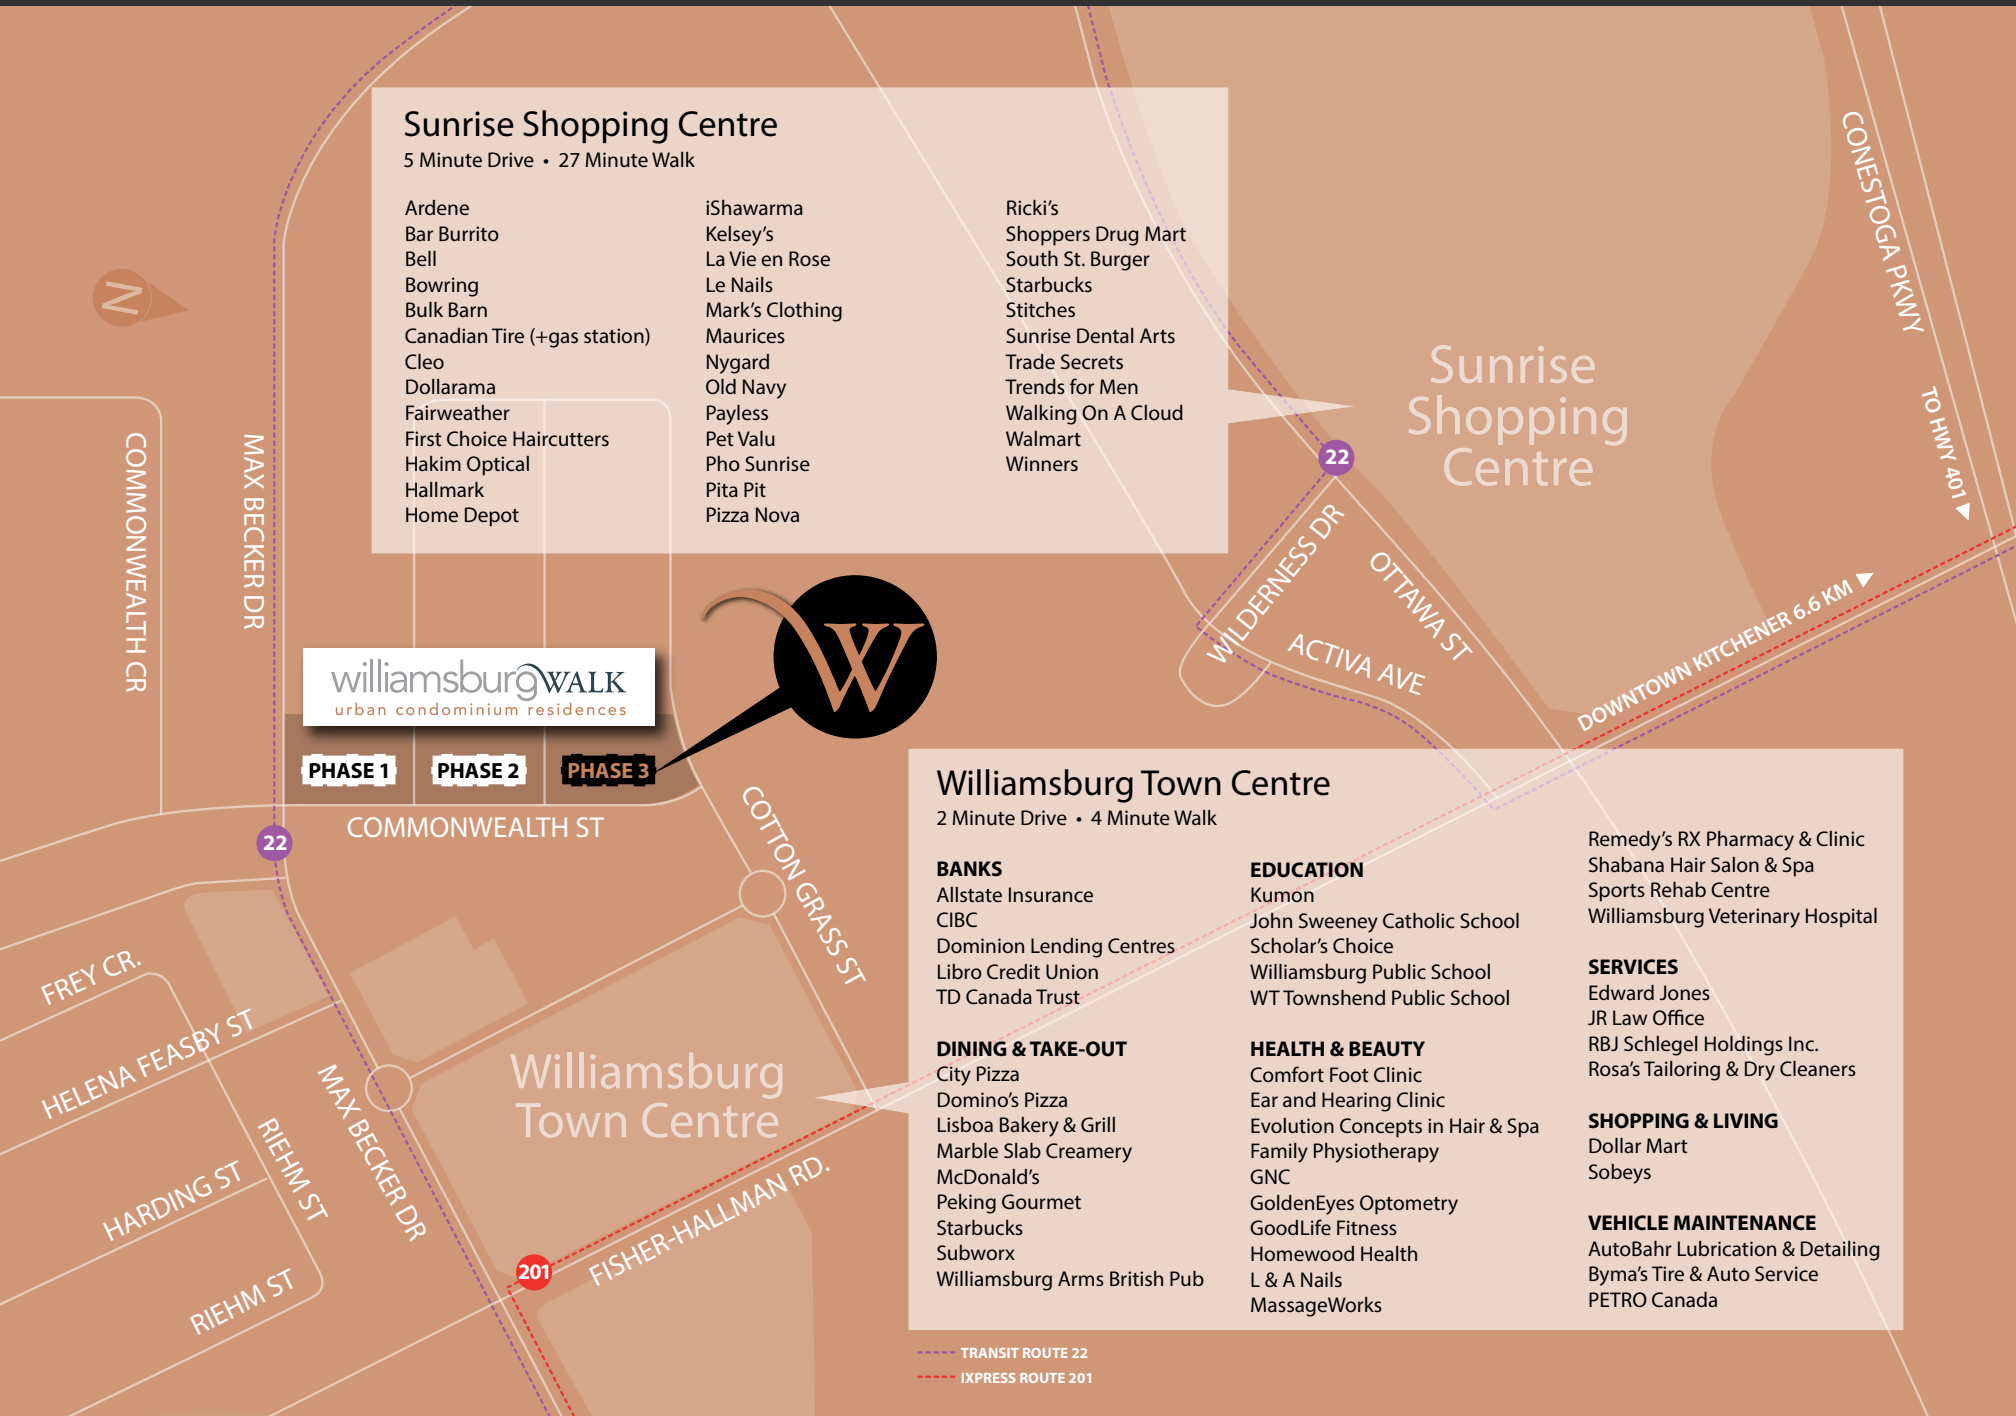 Sunrise Shopping Centre
5 Minute Drive • 27 Minute Walk
Ardene
Bar Burrito
Bell
Bowring
Bulk Barn
Canadian Tire (+gas station)
Cleo
Dollarama
Fairweather
First Choice Haircutters
Hakim Optical
Hallmark
Home Depot
iShawarma
Kelsey's
La Vie en Rose
Le Nails
Mark's Clothing
Maurices
Nygard
Old Navy
Payless
Pet Valu
Pho Sunrise
Pita Pit
Pizza Nova
Ricki's
Shoppers Drug Mart
South St. Burger
Starbucks
Stitches
Sunrise Dental Arts
Trade Secrets
Trends for Men
Walking On A Cloud
Walmart
Winners
CONESTOGA PKWY
TO HWY 401
Sunrise
Shopping
Centre
N
COMMONWEALTH CR
MAX BECKER DR
22
WILDERNESS DR
OTTAWA ST
ACTIVA AVE
DOWNTOWN KITCHENER 6.6 KM
W
williamsburgWALK
urban condominium residences
PHASE 1
PHASE 2
PHASE 3
COMMONWEALTH ST
22
COTTON GRASS ST
FREY CR.
HELENA FEASBY ST
RIEHM ST
HARDING ST
RIEHM ST
MAX BECKER DR
Williamsburg
Town Centre
201
FISHER-HALLMAN RD.
Williamsburg Town Centre
2 Minute Drive • 4 Minute Walk
BANKS
Allstate Insurance
CIBC
Dominion Lending Centres
Libro Credit Union
TD Canada Trust
DINING & TAKE-OUT
City Pizza
Domino's Pizza
Lisboa Bakery & Grill
Marble Slab Creamery
McDonald's
Peking Gourmet
Starbucks
Subworx
Williamsburg Arms British Pub
EDUCATION
Kumon
John Sweeney Catholic School
Scholar's Choice
Williamsburg Public School
WT Townshend Public School
HEALTH & BEAUTY
Comfort Foot Clinic
Ear and Hearing Clinic
Evolution Concepts in Hair & Spa
Family Physiotherapy
GNC
GoldenEyes Optometry
GoodLife Fitness
Homewood Health
L & A Nails
MassageWorks
Remedy's RX Pharmacy & Clinic
Shabana Hair Salon & Spa
Sports Rehab Centre
Williamsburg Veterinary Hospital
SERVICES
Edward Jones
JR Law Office
RBJ Schlegel Holdings Inc.
Rosa's Tailoring & Dry Cleaners
SHOPPING & LIVING
Dollar Mart
Sobeys
VEHICLE MAINTENANCE
AutoBahr Lubrication & Detailing
Byma's Tire & Auto Service
PETRO Canada
TRANSIT ROUTE 22
IXPRESS ROUTE 201